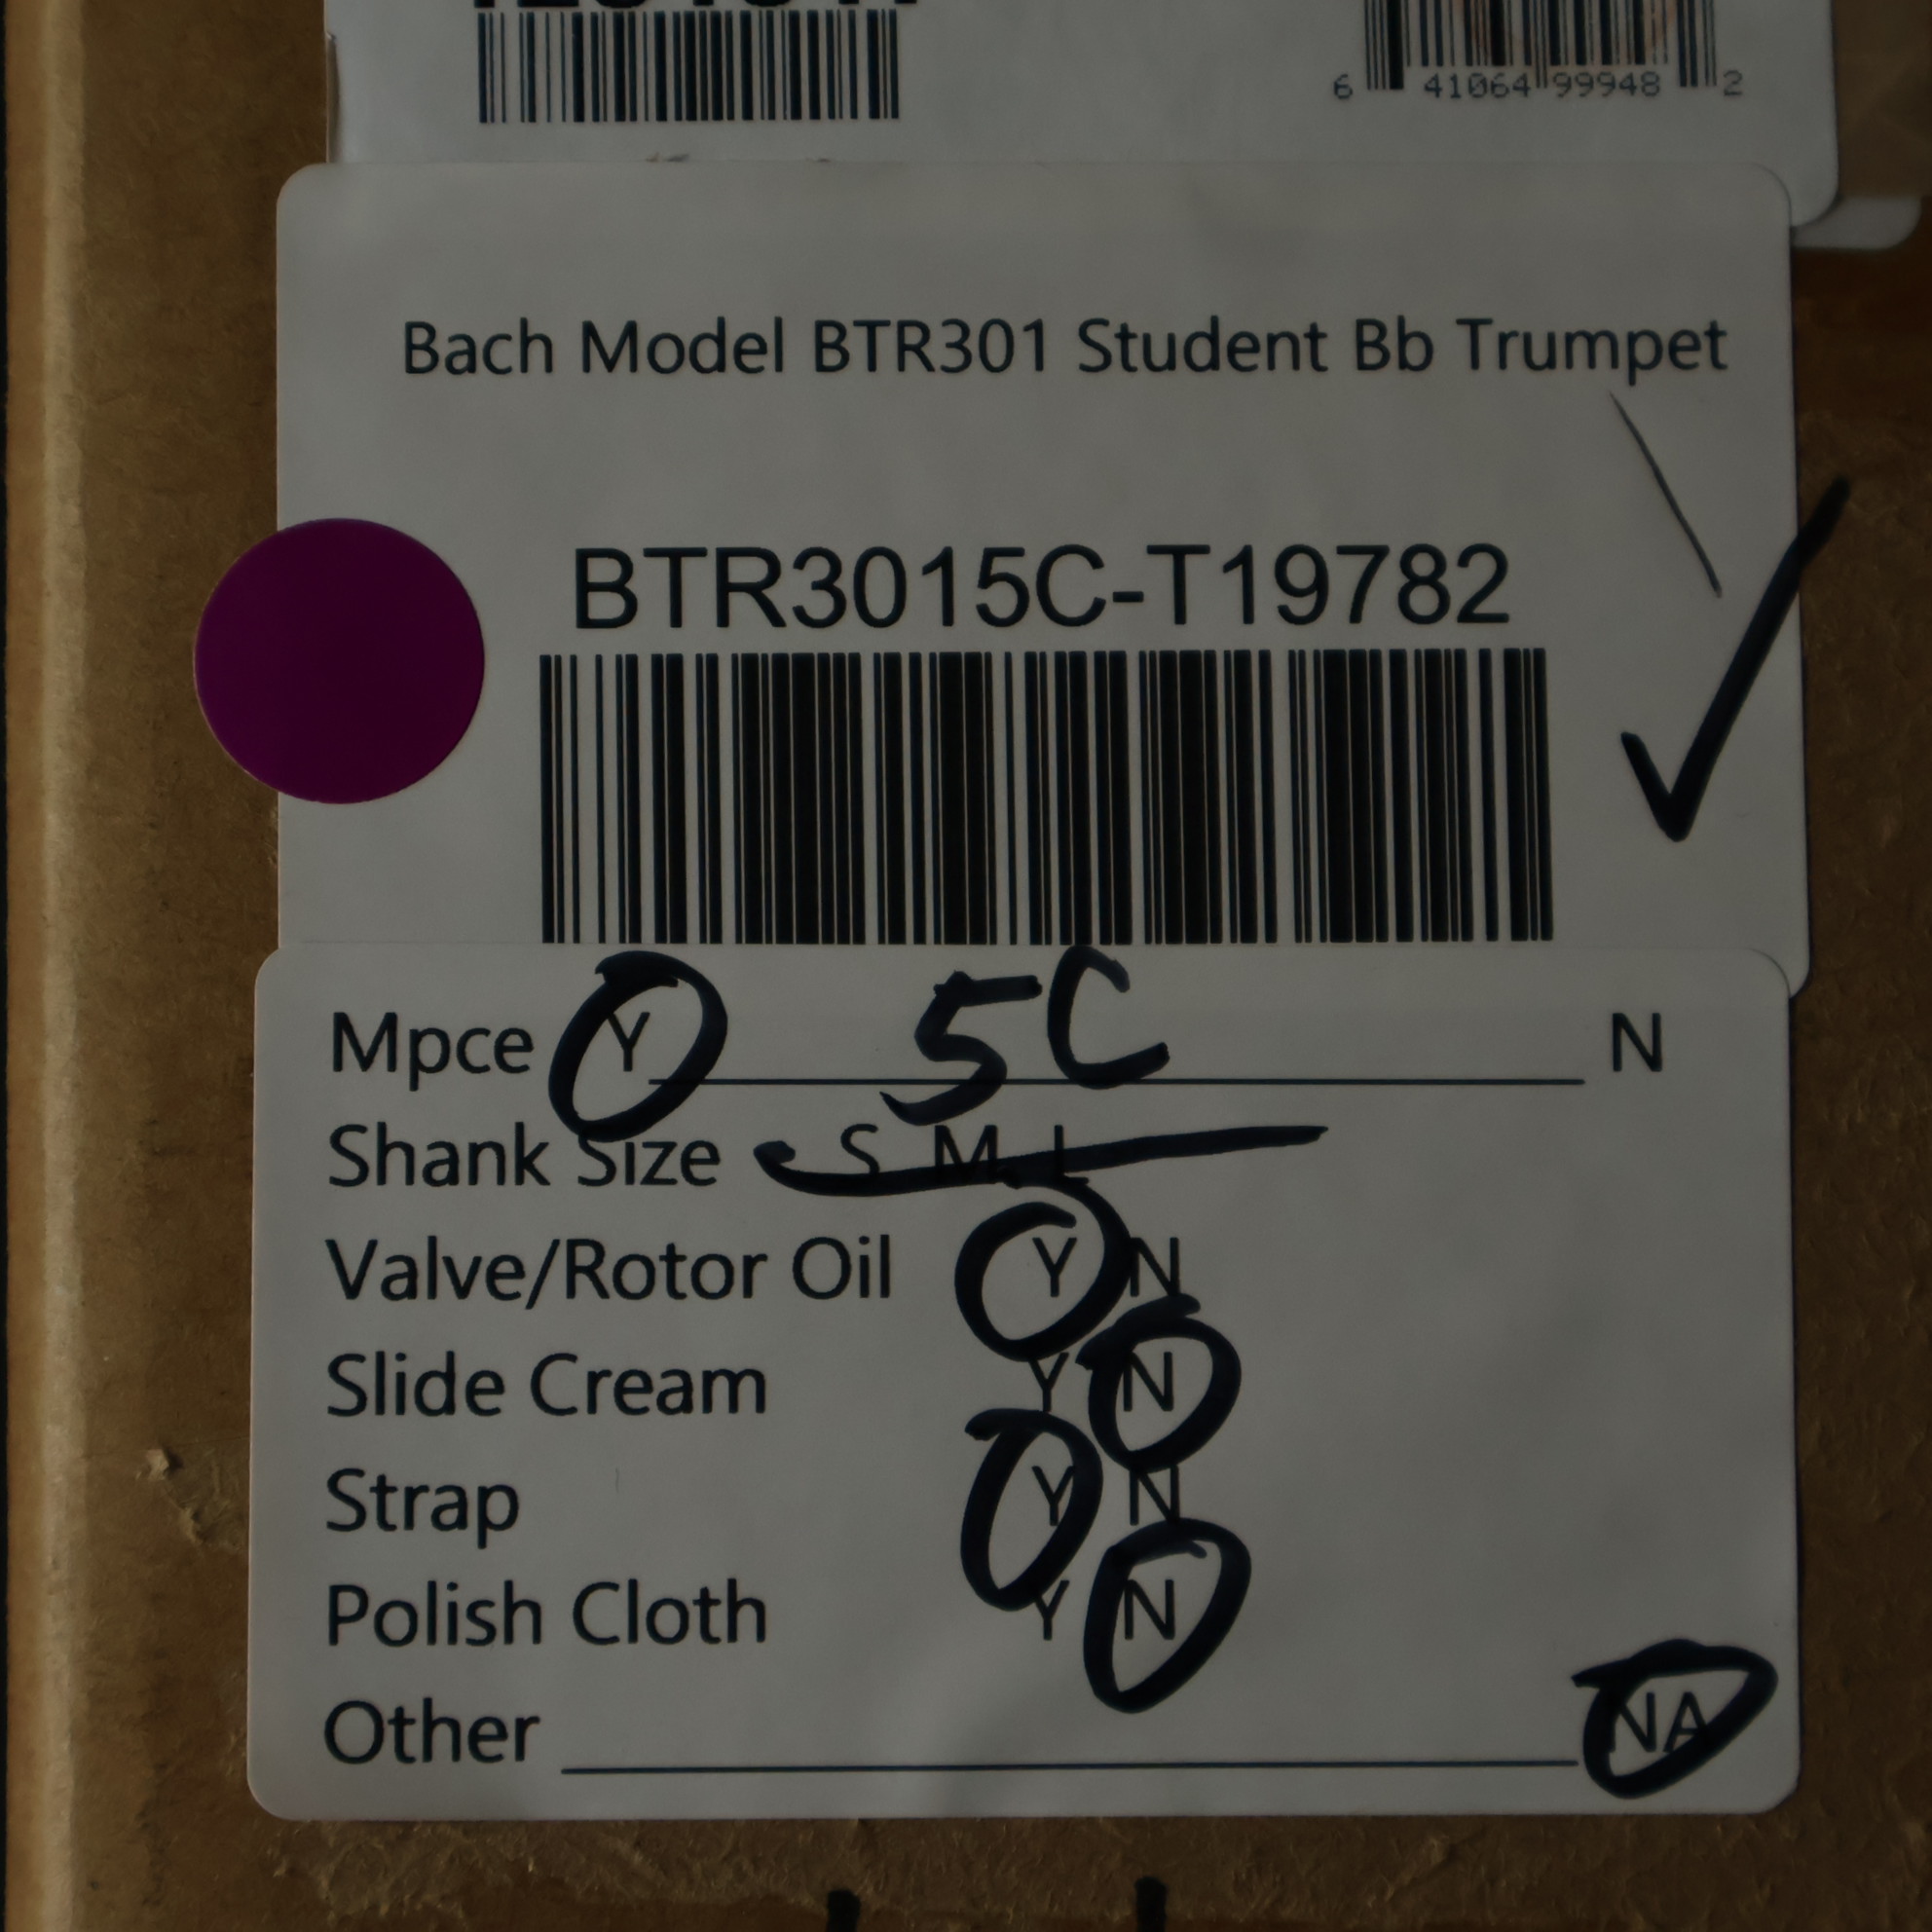 6 41064 99948 2
Bach Model BTR301 Student Bb Trumpet
BTR3015C-T19782
Mpce Y 5C N
Shank Size S M L
Valve/Rotor Oil Y N
Slide Cream Y N
Strap Y N
Polish Cloth Y N
Other NA